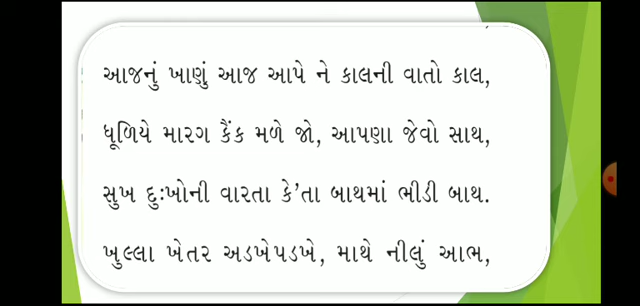 આજનું ખાણું આજ આપે ને કાલની વાતો કાલ,
ધૂળિયે મારગ કૈંક મળે જો, આપણા જેવો સાથ,
સુખ દુઃખોની વારતા કે'તા બાથમાં ભીડી બાથ.
ખુલ્લા ખેતર અડખેપડખે, માથે નીલું આભ,